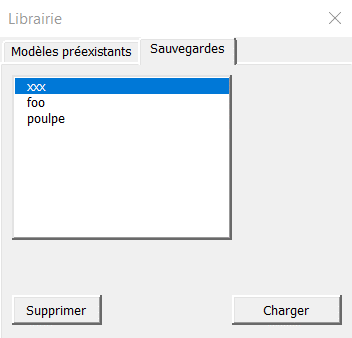 Librairie
Modèles préexistants
Sauvegardes
xxx
foo
poulpe
Supprimer
Charger